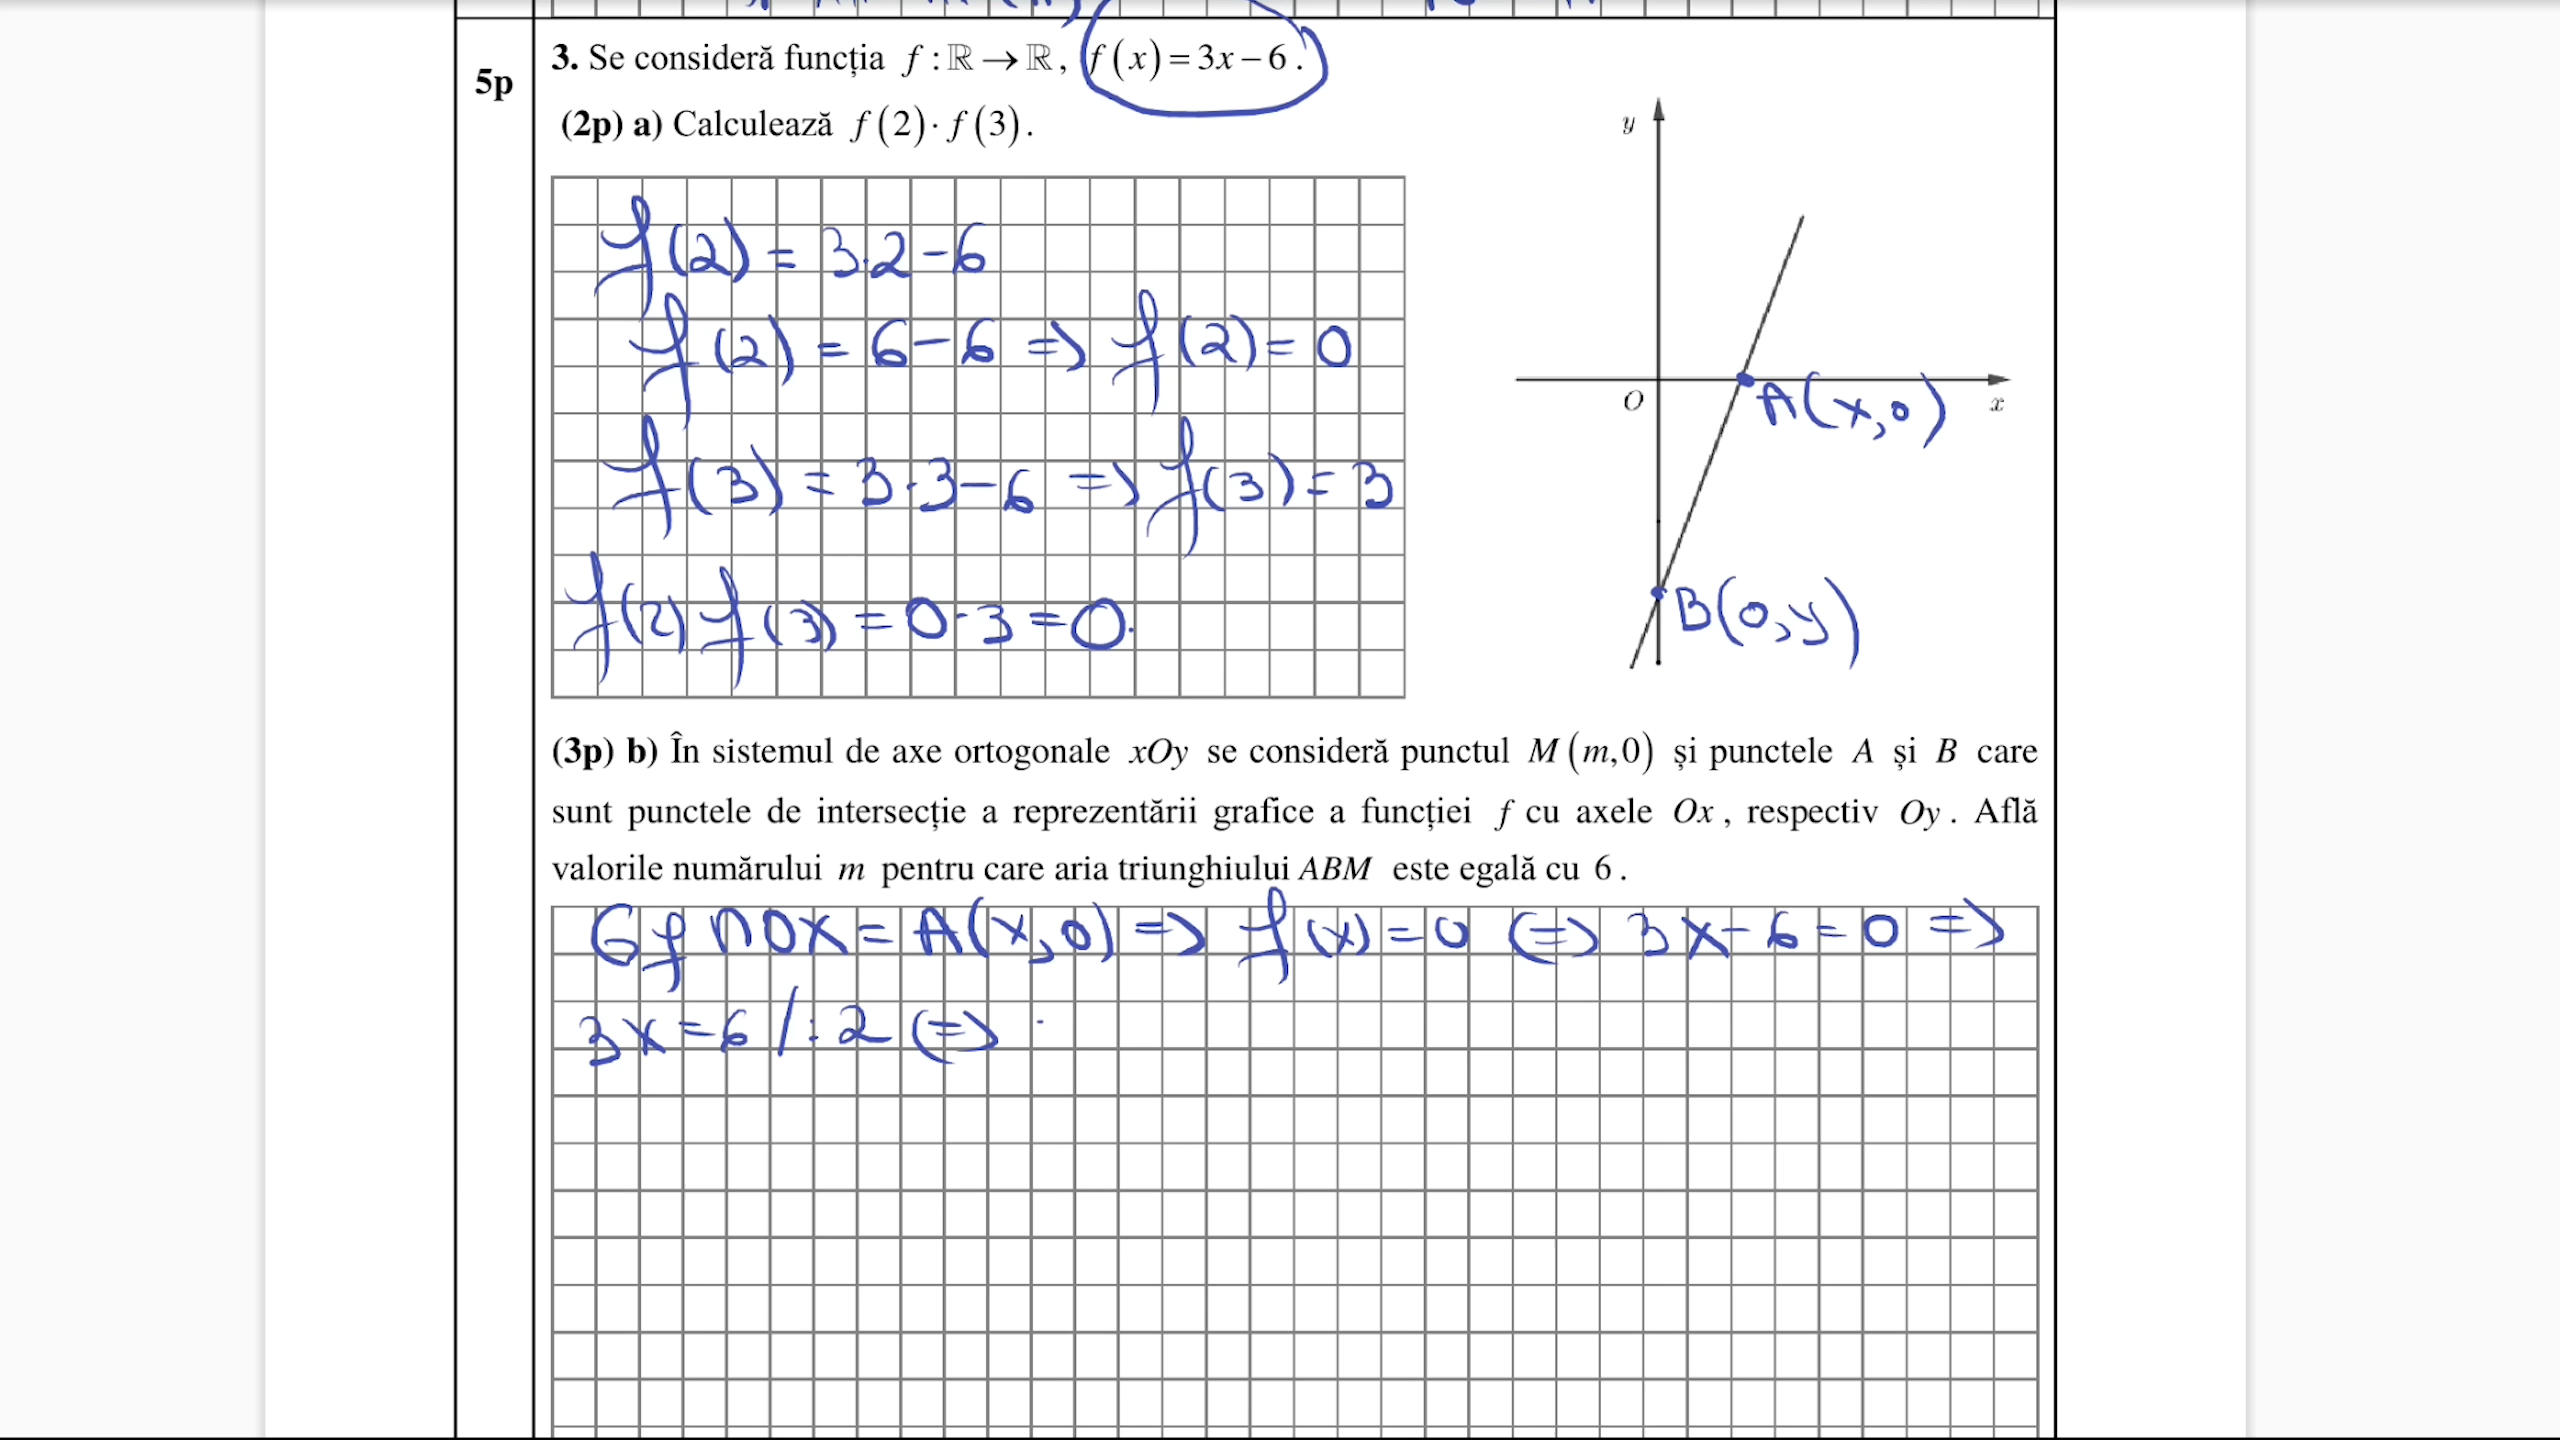 3. Se consideră funcția f : ℝ → ℝ, f(x) = 3x − 6.
5p
(2p) a) Calculează f(2) · f(3).
f(2) = 3·2 − 6
f(2) = 6 − 6 => f(2) = 0
f(3) = 3·3 − 6 => f(3) = 3
f(2) f(3) = 0·3 = 0.
y
O
x
A(x,0)
B(0,y)
(3p) b) În sistemul de axe ortogonale xOy se consideră punctul M(m,0) și punctele A și B care
sunt punctele de intersecție a reprezentării grafice a funcției f cu axele Ox, respectiv Oy. Află
valorile numărului m pentru care aria triunghiului ABM este egală cu 6.
Gf ∩ OX = A(x,0) => f(x) = 0 (=> 3x − 6 = 0 =>
3x = 6 / : 2 (=>